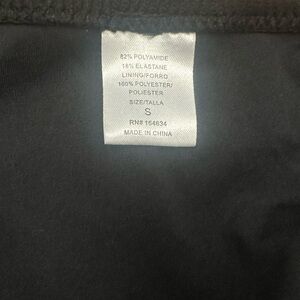 82% POLYAMIDE
18% ELASTANE
LINING/FORRO
100% POLYESTER/
POLIESTER
SIZE/TALLA
S
RN# 164634
MADE IN CHINA